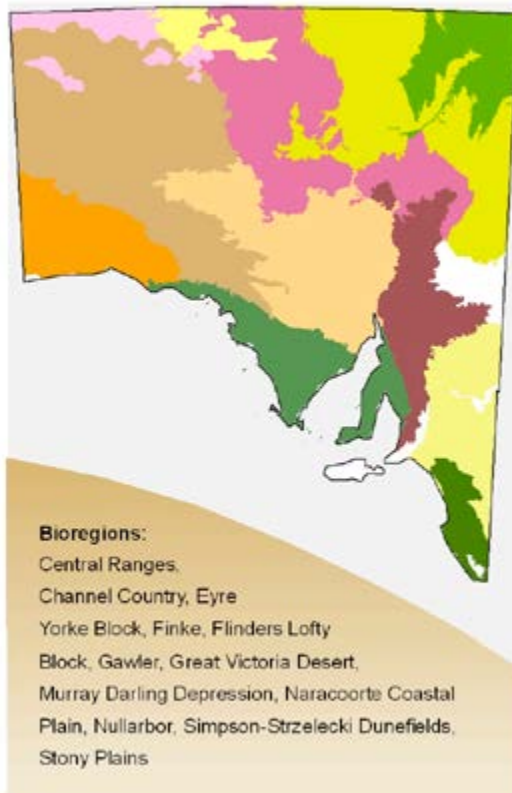 Bioregions:
Central Ranges,
Channel Country, Eyre
Yorke Block, Finke, Flinders Lofty
Block, Gawler, Great Victoria Desert,
Murray Darling Depression, Naracoorte Coastal
Plain, Nullarbor, Simpson-Strzelecki Dunefields,
Stony Plains